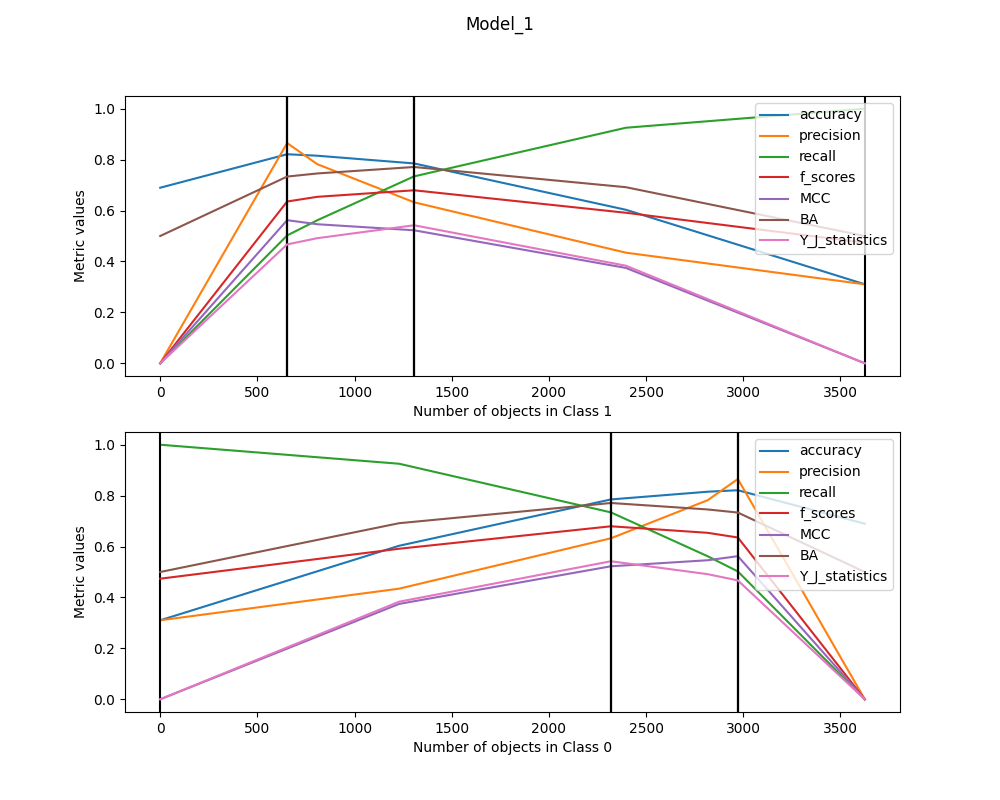 Model_1
1.0
0.8
0.6
0.4
0.2
0.0
Metric values
accuracy
precision
recall
f_scores
MCC
BA
Y_J_statistics
0 500 1000 1500 2000 2500 3000 3500
Number of objects in Class 1
1.0
0.8
0.6
0.4
0.2
0.0
Metric values
accuracy
precision
recall
f_scores
MCC
BA
Y_J_statistics
0 500 1000 1500 2000 2500 3000 3500
Number of objects in Class 0